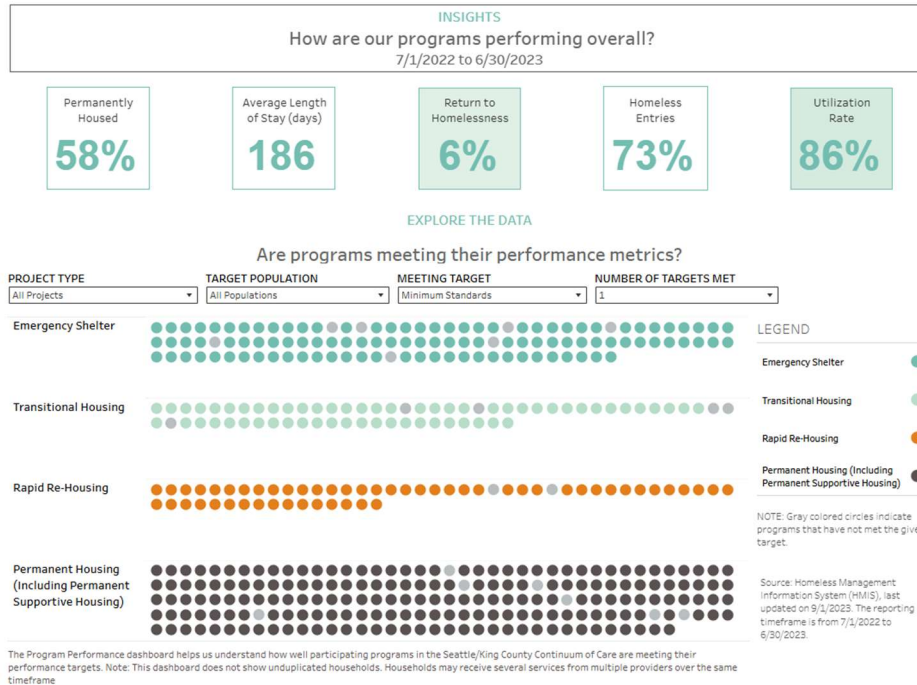 INSIGHTS
How are our programs performing overall?
7/1/2022 to 6/30/2023
Permanently
Housed
58%
Average Length
of Stay (days)
186
Return to
Homelessness
6%
Homeless
Entries
73%
Utilization
Rate
86%
EXPLORE THE DATA
Are programs meeting their performance metrics?
PROJECT TYPE
All Projects
TARGET POPULATION
All Populations
MEETING TARGET
Minimum Standards
NUMBER OF TARGETS MET
1
Emergency Shelter
Transitional Housing
Rapid Re-Housing
Permanent Housing
(Including Permanent
Supportive Housing)
LEGEND
Emergency Shelter
Transitional Housing
Rapid Re-Housing
Permanent Housing (Including
Permanent Supportive Housing)
NOTE: Gray colored circles indicate
programs that have not met the give
target.
Source: Homeless Management
Information System (HMIS), last
updated on 9/1/2023. The reporting
timeframe is from 7/1/2022 to
6/30/2023.
The Program Performance dashboard helps us understand how well participating programs in the Seattle/King County Continuum of Care are meeting their
performance targets. Note: This dashboard does not show unduplicated households. Households may receive several services from multiple providers over the same
timeframe